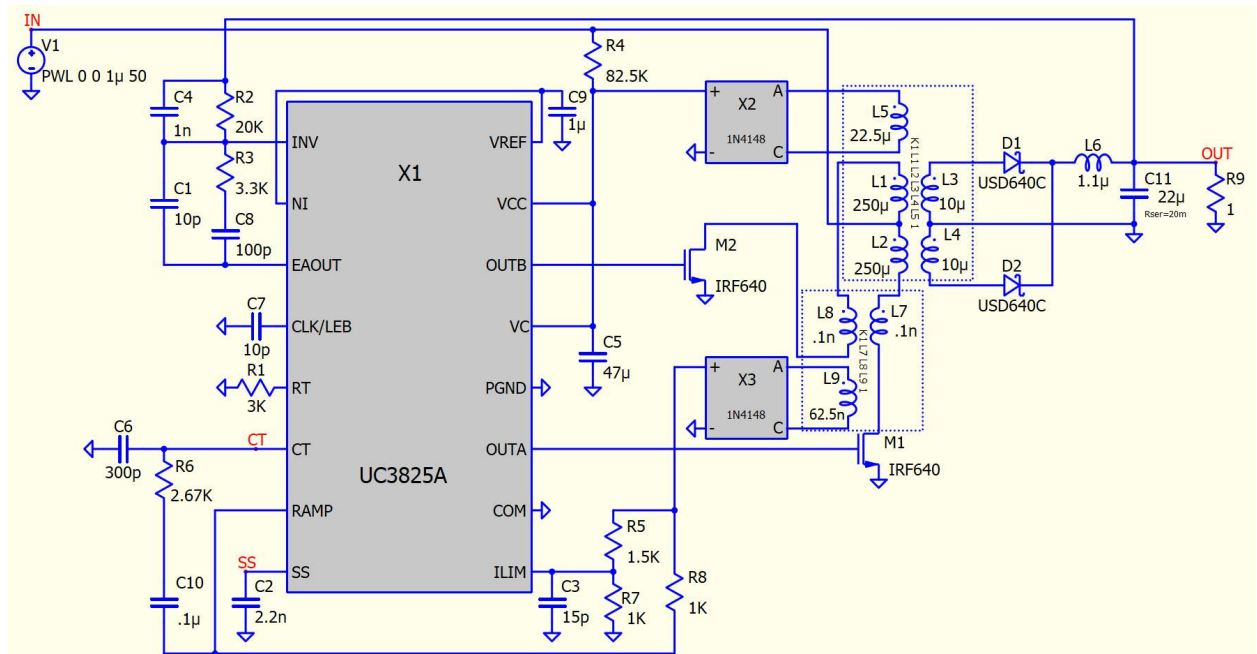 IN
V1
PWL 0 0 1µ 50
C4
1n
R2
20K
R3
3.3K
C1
10p
C8
100p
C7
10p
R1
3K
C6
300p
CT
R6
2.67K
C10
.1µ
SS
C2
2.2n
X1
UC3825A
INV
NI
EAOUT
CLK/LEB
RT
CT
RAMP
SS
VREF
VCC
OUTB
VC
PGND
OUTA
COM
ILIM
C9
1µ
R4
82.5K
C5
47µ
C3
15p
R5
1.5K
R7
1K
R8
1K
+
X2
A
1N4148
-
C
M2
IRF640
+
X3
A
1N4148
-
C
L5
22.5µ
L1
250µ
L2
250µ
K1 L1 L2 L3 L4 L5 1
L3
10µ
L4
10µ
L8
.1n
L7
.1n
K1 L7 L8 L9 1
L9
62.5n
M1
IRF640
D1
USD640C
D2
USD640C
L6
1.1µ
OUT
C11
22µ
Rser=20m
R9
1